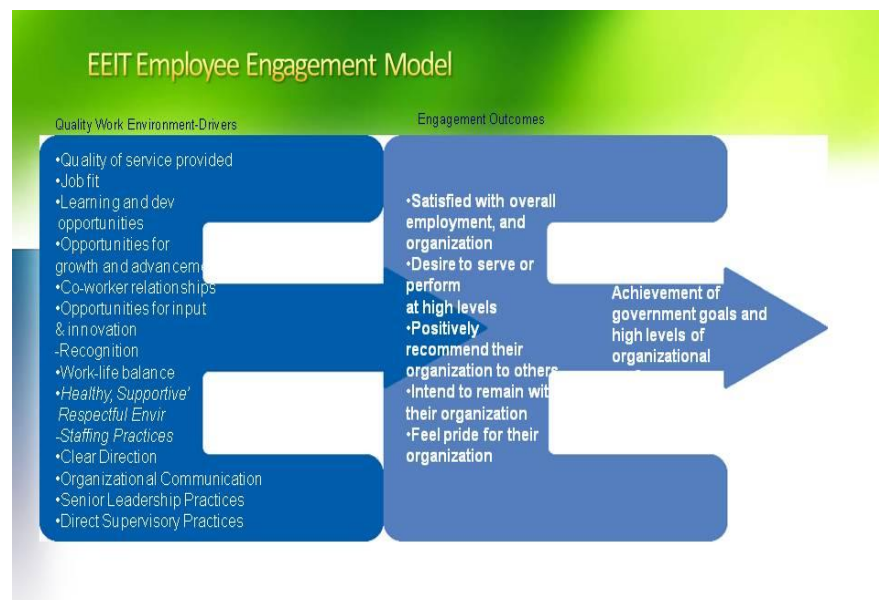 EEIT Employee Engagement Model
Quality Work Environment-Drivers
•Quality of service provided
•Job fit
•Learning and dev
opportunities
•Opportunities for
growth and advancem
•Co-worker relationships
•Opportunities for input
& innovation
-Recognition
•Work-life balance
•Healthy, Supportive'
Respectful Envir
-Staffing Practices
•Clear Direction
•Organizational Communication
•Senior Leadership Practices
•Direct Supervisory Practices
Engagement Outcomes
•Satisfied with overall
employment, and
organization
•Desire to serve or
perform
at high levels
•Positively
recommend their
organization to others
•Intend to remain wit
their organization
•Feel pride for their
organization
Achievement of
government goals and
high levels of
organizational